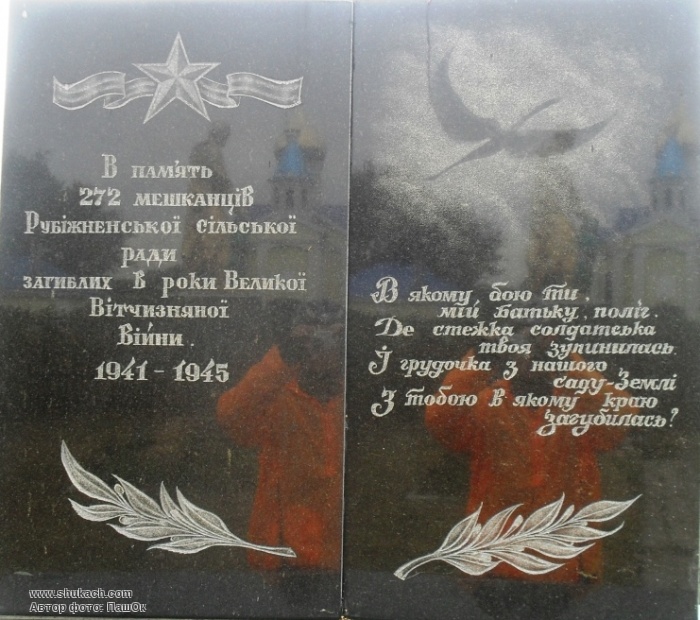 В пам'ять
272 мешканців
Рубіжненської сільської
ради
загиблих в роки Великої
Вітчизняної
Війни.
1941 - 1945
В якому бою ти,
мій батьку, поліг.
Де стежка солдатська
твоя зупинилась
І грудочка з нашого
саду-землі
З тобою в якому краю
загубилась?
www.shukach.com
Автор фото: ПашОк